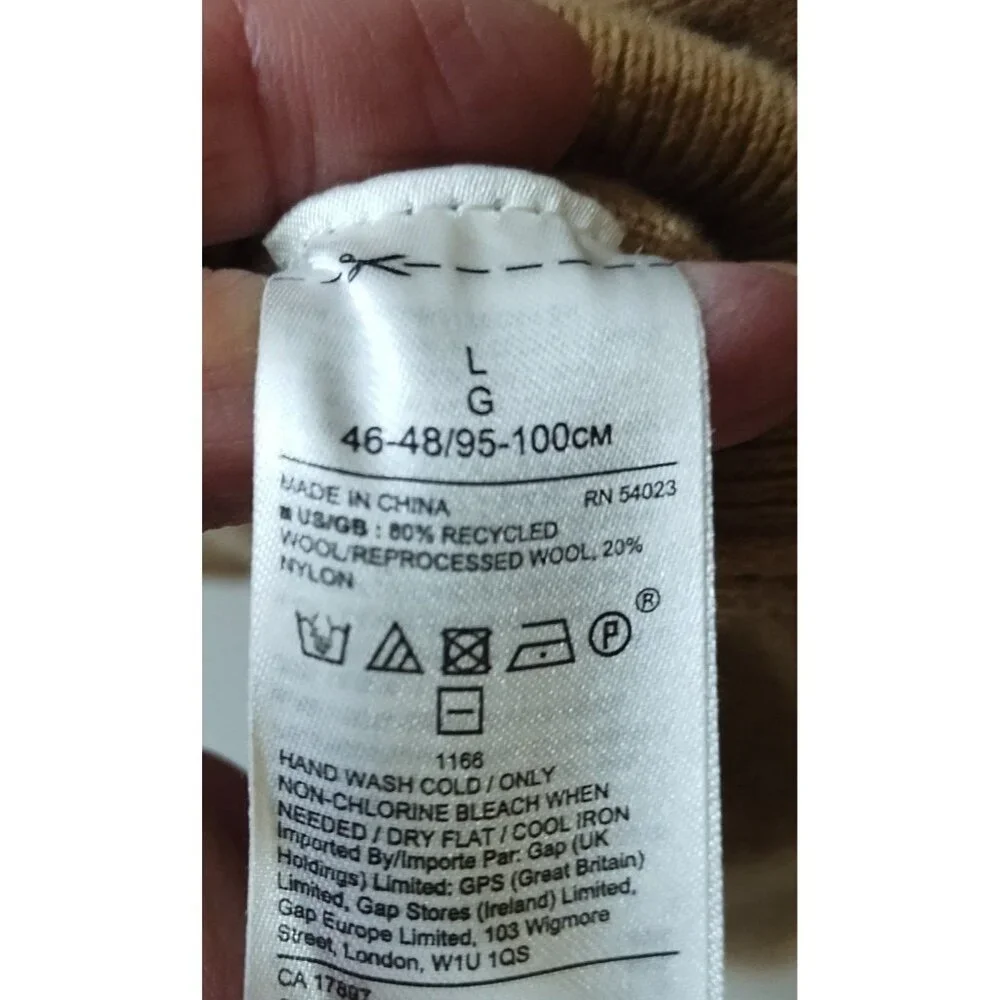 L
G
46-48/95-100CM
MADE IN CHINA RN 54023
US/GB : 80% RECYCLED
WOOL/REPROCESSED WOOL, 20%
NYLON
P ®
1166
HAND WASH COLD / ONLY
NON-CHLORINE BLEACH WHEN
NEEDED / DRY FLAT / COOL IRON
Imported By/Importe Par: Gap (UK
Holdings) Limited; GPS (Great Britain)
Limited, Gap Stores (Ireland) Limited,
Gap Europe Limited, 103 Wigmore
Street, London, W1U 1QS
CA 17897